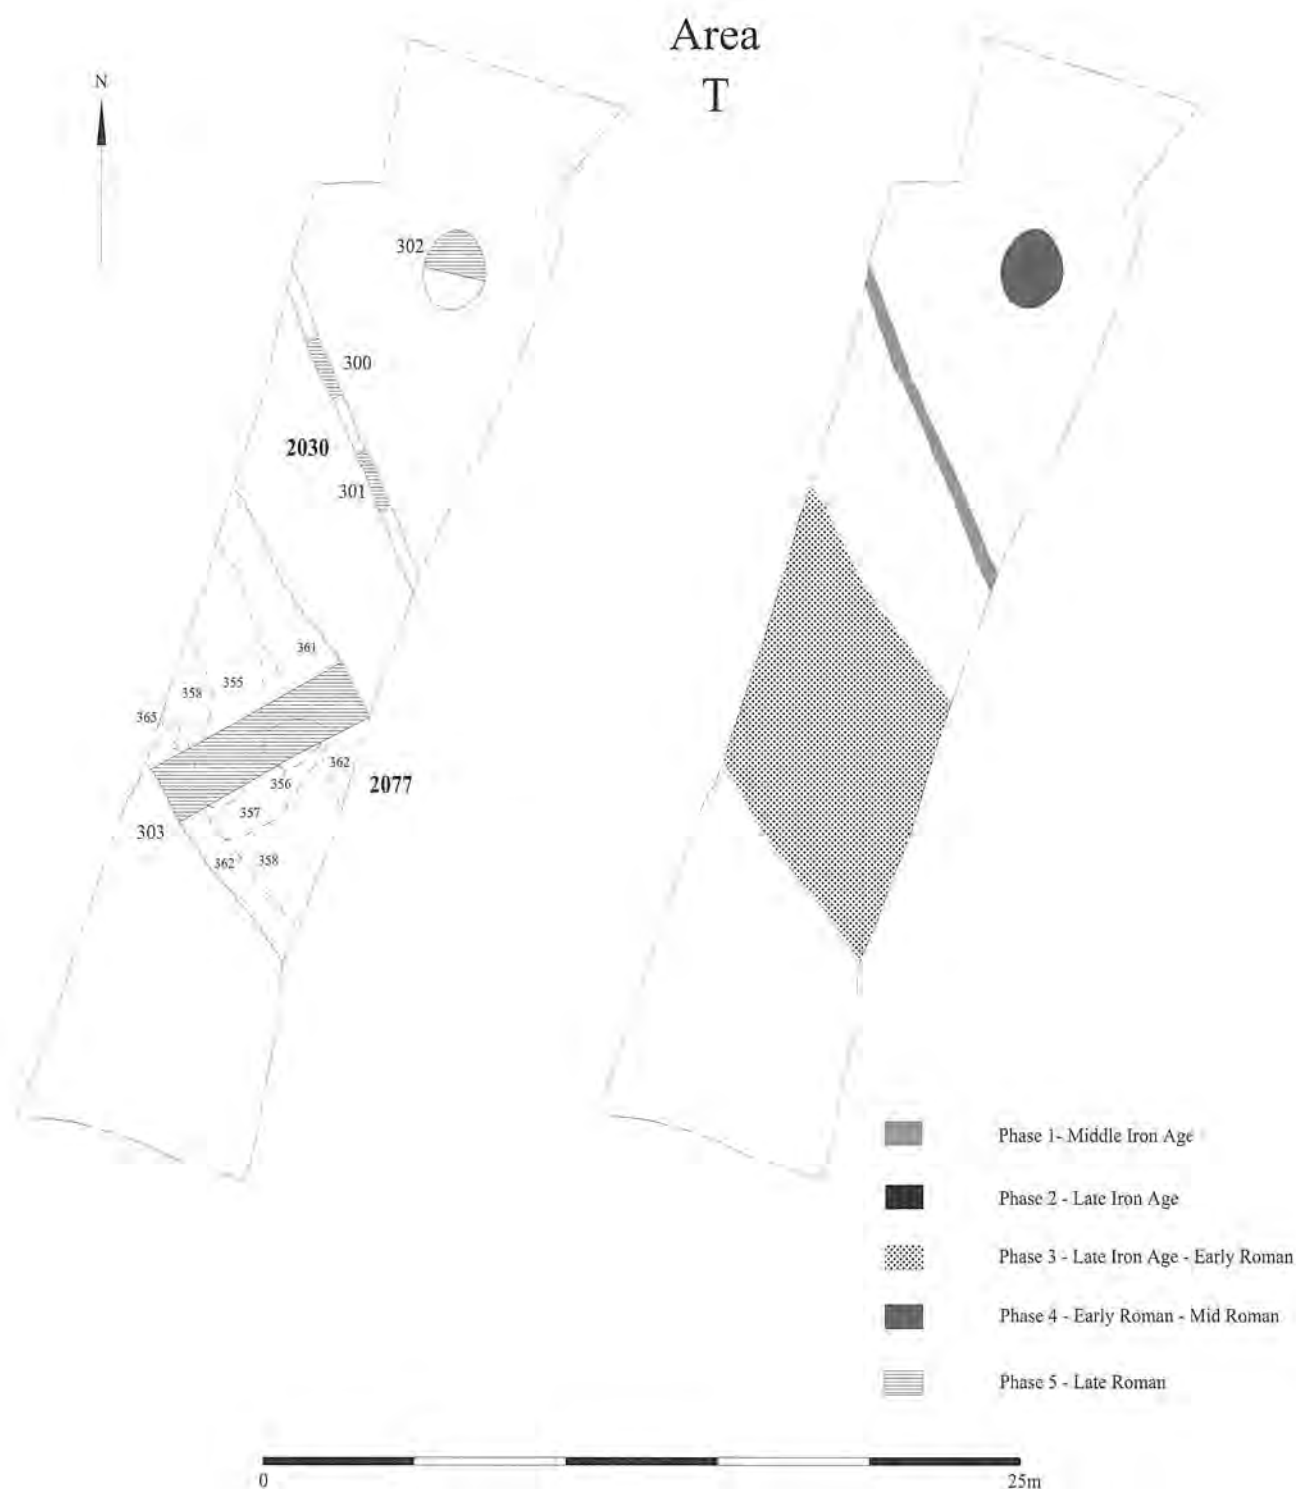 Area
T
N
302
300
2030
301
361
355
358
365
362
356
2077
357
303
362
358
Phase 1- Middle Iron Age
Phase 2 - Late Iron Age
Phase 3 - Late Iron Age - Early Roman
Phase 4 - Early Roman - Mid Roman
Phase 5 - Late Roman
0
25m